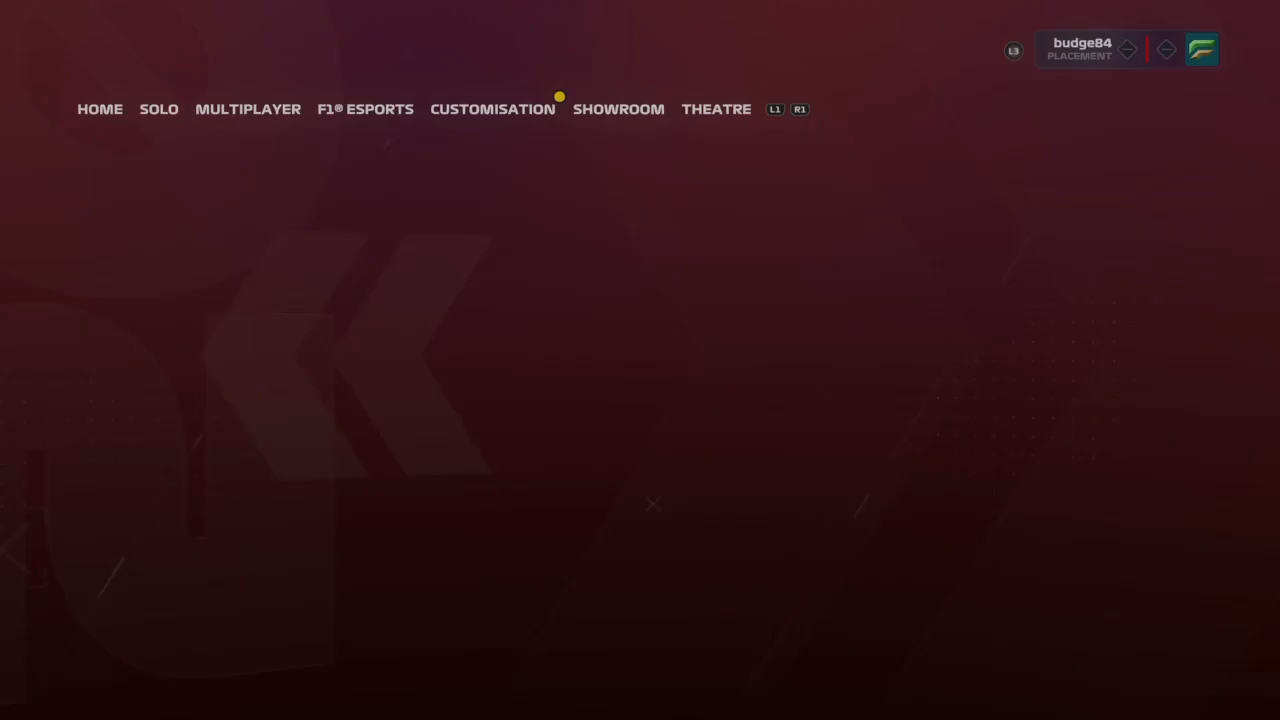 L3
budge84
PLACEMENT
HOME SOLO MULTIPLAYER F1® ESPORTS CUSTOMISATION SHOWROOM THEATRE L1 R1